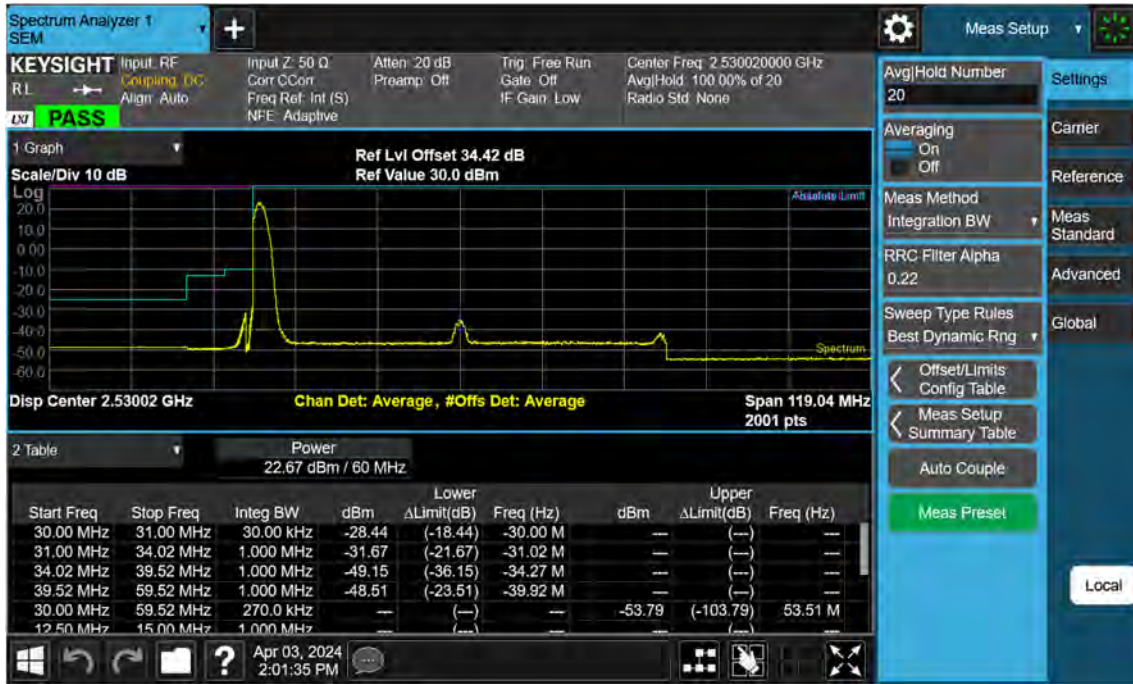 Spectrum Analyzer 1
SEM
+
Meas Setup
KEYSIGHT
RL
LXI
PASS
Input: RF
Coupling: DC
Align: Auto
Input Z: 50 Ω
Corr CCorr
Freq Ref: Int (S)
NFE: Adaptive
Atten: 20 dB
Preamp: Off
Trig: Free Run
Gate: Off
IF Gain: Low
Center Freq: 2.530020000 GHz
Avg|Hold: 100.00% of 20
Radio Std: None
1 Graph
Scale/Div 10 dB
Ref Lvl Offset 34.42 dB
Ref Value 30.0 dBm
Log
20.0
10.0
0.00
-10.0
-20.0
-30.0
-40.0
-50.0
-60.0
Absolute Limit
Spectrum
Disp Center 2.53002 GHz
Chan Det: Average, #Offs Det: Average
Span 119.04 MHz
2001 pts
2 Table
Power
22.67 dBm / 60 MHz
Lower Upper
Start Freq Stop Freq Integ BW dBm ΔLimit(dB) Freq (Hz) dBm ΔLimit(dB) Freq (Hz)
30.00 MHz 31.00 MHz 30.00 kHz -28.44 (-18.44) -30.00 M --- (---) ---
31.00 MHz 34.02 MHz 1.000 MHz -31.67 (-21.67) -31.02 M --- (---) ---
34.02 MHz 39.52 MHz 1.000 MHz -49.15 (-36.15) -34.27 M --- (---) ---
39.52 MHz 59.52 MHz 1.000 MHz -48.51 (-23.51) -39.92 M --- (---) ---
30.00 MHz 59.52 MHz 270.0 kHz --- (---) --- -53.79 (-103.79) 53.51 M
12.50 MHz 15.00 MHz 1.000 MHz --- (---) --- --- (---) ---
?
Apr 03, 2024
2:01:35 PM
Avg|Hold Number
20
Averaging
On
Off
Meas Method
Integration BW
RRC Filter Alpha
0.22
Sweep Type Rules
Best Dynamic Rng
Offset/Limits
Config Table
Meas Setup
Summary Table
Auto Couple
Meas Preset
Settings
Carrier
Reference
Meas
Standard
Advanced
Global
Local